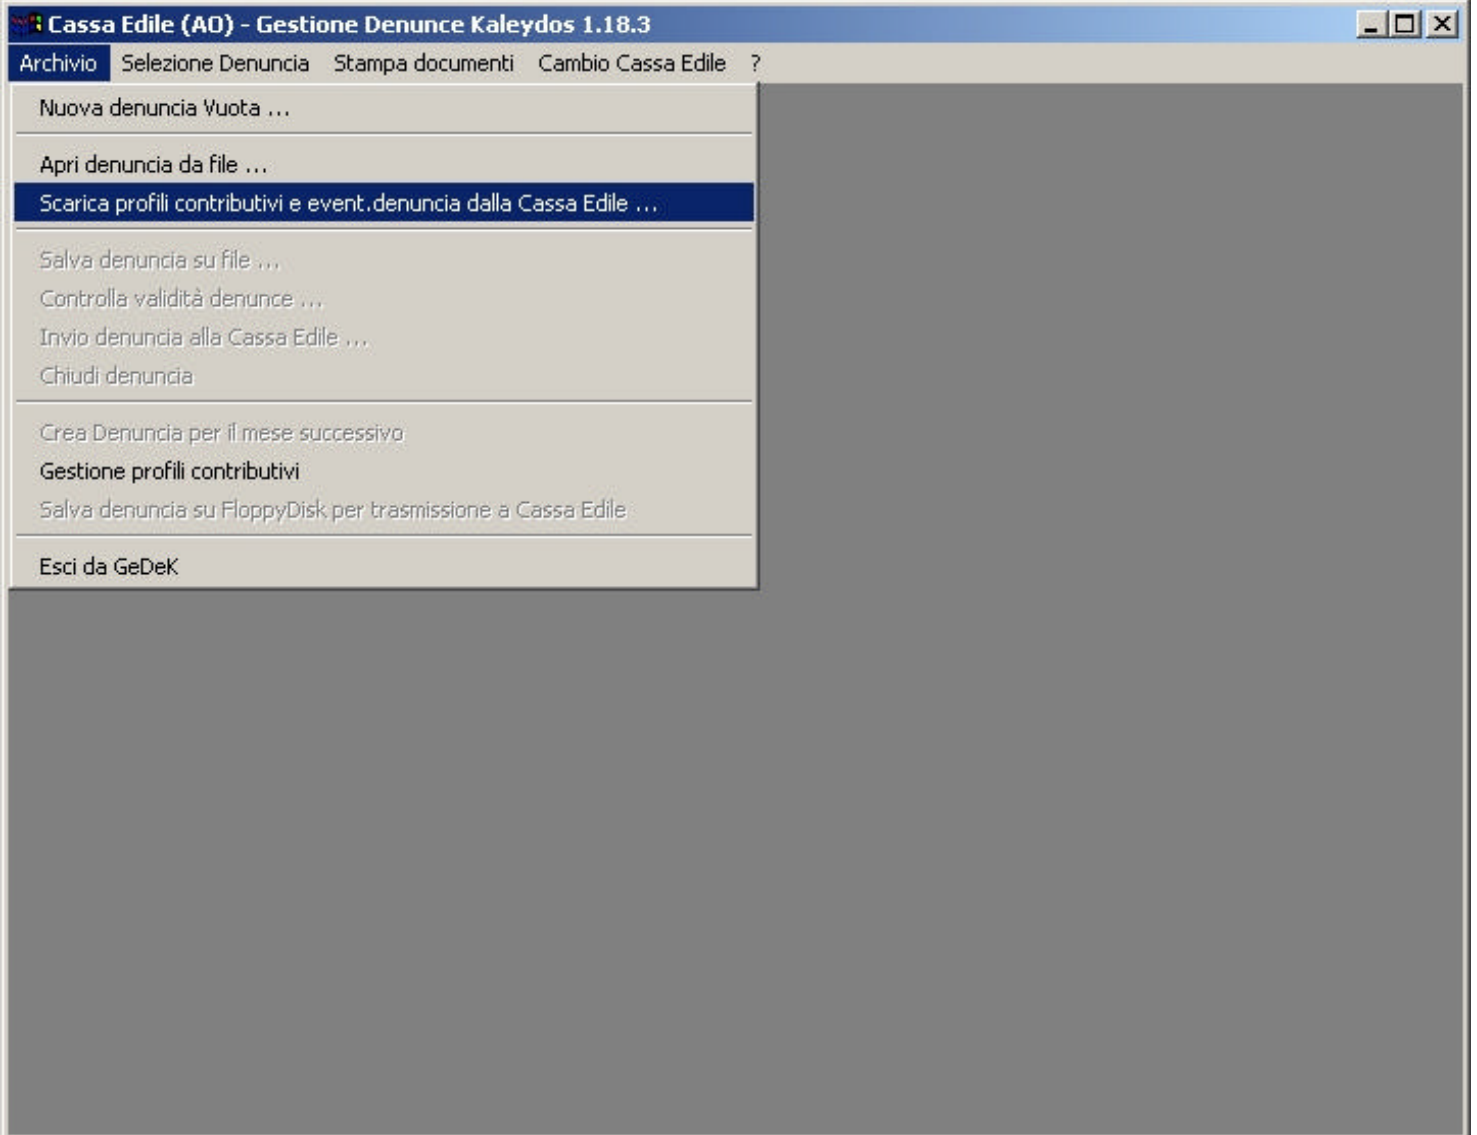 Cassa Edile (AO) - Gestione Denunce Kaleydos 1.18.3
Archivio Selezione Denuncia Stampa documenti Cambio Cassa Edile ?
Nuova denuncia Vuota ...
Apri denuncia da file ...
Scarica profili contributivi e event.denuncia dalla Cassa Edile ...
Salva denuncia su file ...
Controlla validità denunce ...
Invio denuncia alla Cassa Edile ...
Chiudi denuncia
Crea Denuncia per il mese successivo
Gestione profili contributivi
Salva denuncia su FloppyDisk per trasmissione a Cassa Edile
Esci da GeDeK